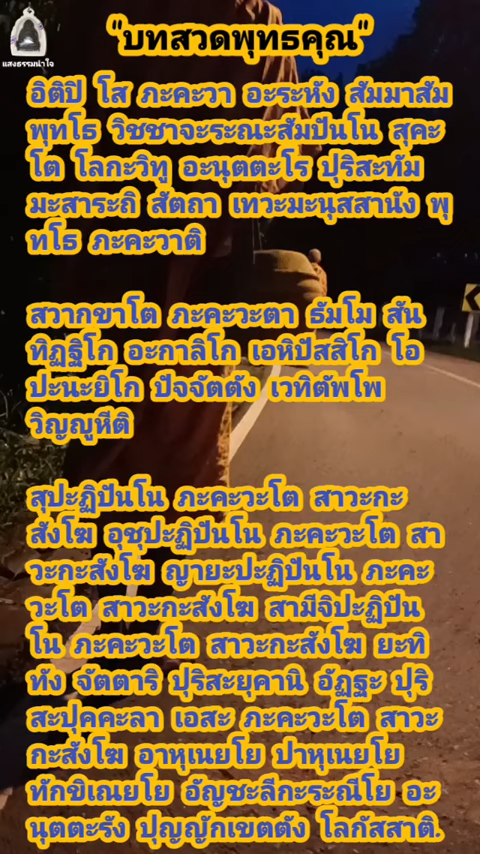 แสงธรรมนำใจ
"บทสวดพุทธคุณ"
อิติปิ โส ภะคะวา อะระหัง สัมมาสัม
พุทโธ วิชชาจะระณะสัมปันโน สุคะ
โต โลกะวิทู อะนุตตะโร ปุริสะทัม
มะสาระถิ สัตถา เทวะมะนุสสานัง พุ
ทโธ ภะคะวาติ
สวากขาโต ภะคะวะตา ธัมโม สัน
ทิฏฐิโก อะกาลิโก เอหิปัสสิโก โอ
ปะนะยิโก ปัจจัตตัง เวทิตัพโพ
วิญญูหีติ
สุปะฏิปันโน ภะคะวะโต สาวะกะ
สังโฆ อุชุปะฏิปันโน ภะคะวะโต สา
วะกะสังโฆ ญายะปะฏิปันโน ภะคะ
วะโต สาวะกะสังโฆ สามีจิปะฏิปัน
โน ภะคะวะโต สาวะกะสังโฆ ยะทิ
ทัง จัตตาริ ปุริสะยุคานิ อัฏฐะ ปุริ
สะปุคคะลา เอสะ ภะคะวะโต สาวะ
กะสังโฆ อาหุเนยโย ปาหุเนยโย
ทักขิเณยโย อัญชะลีกะระณีโย อะ
นุตตะรัง ปุญญักเขตตัง โลกัสสาติ.